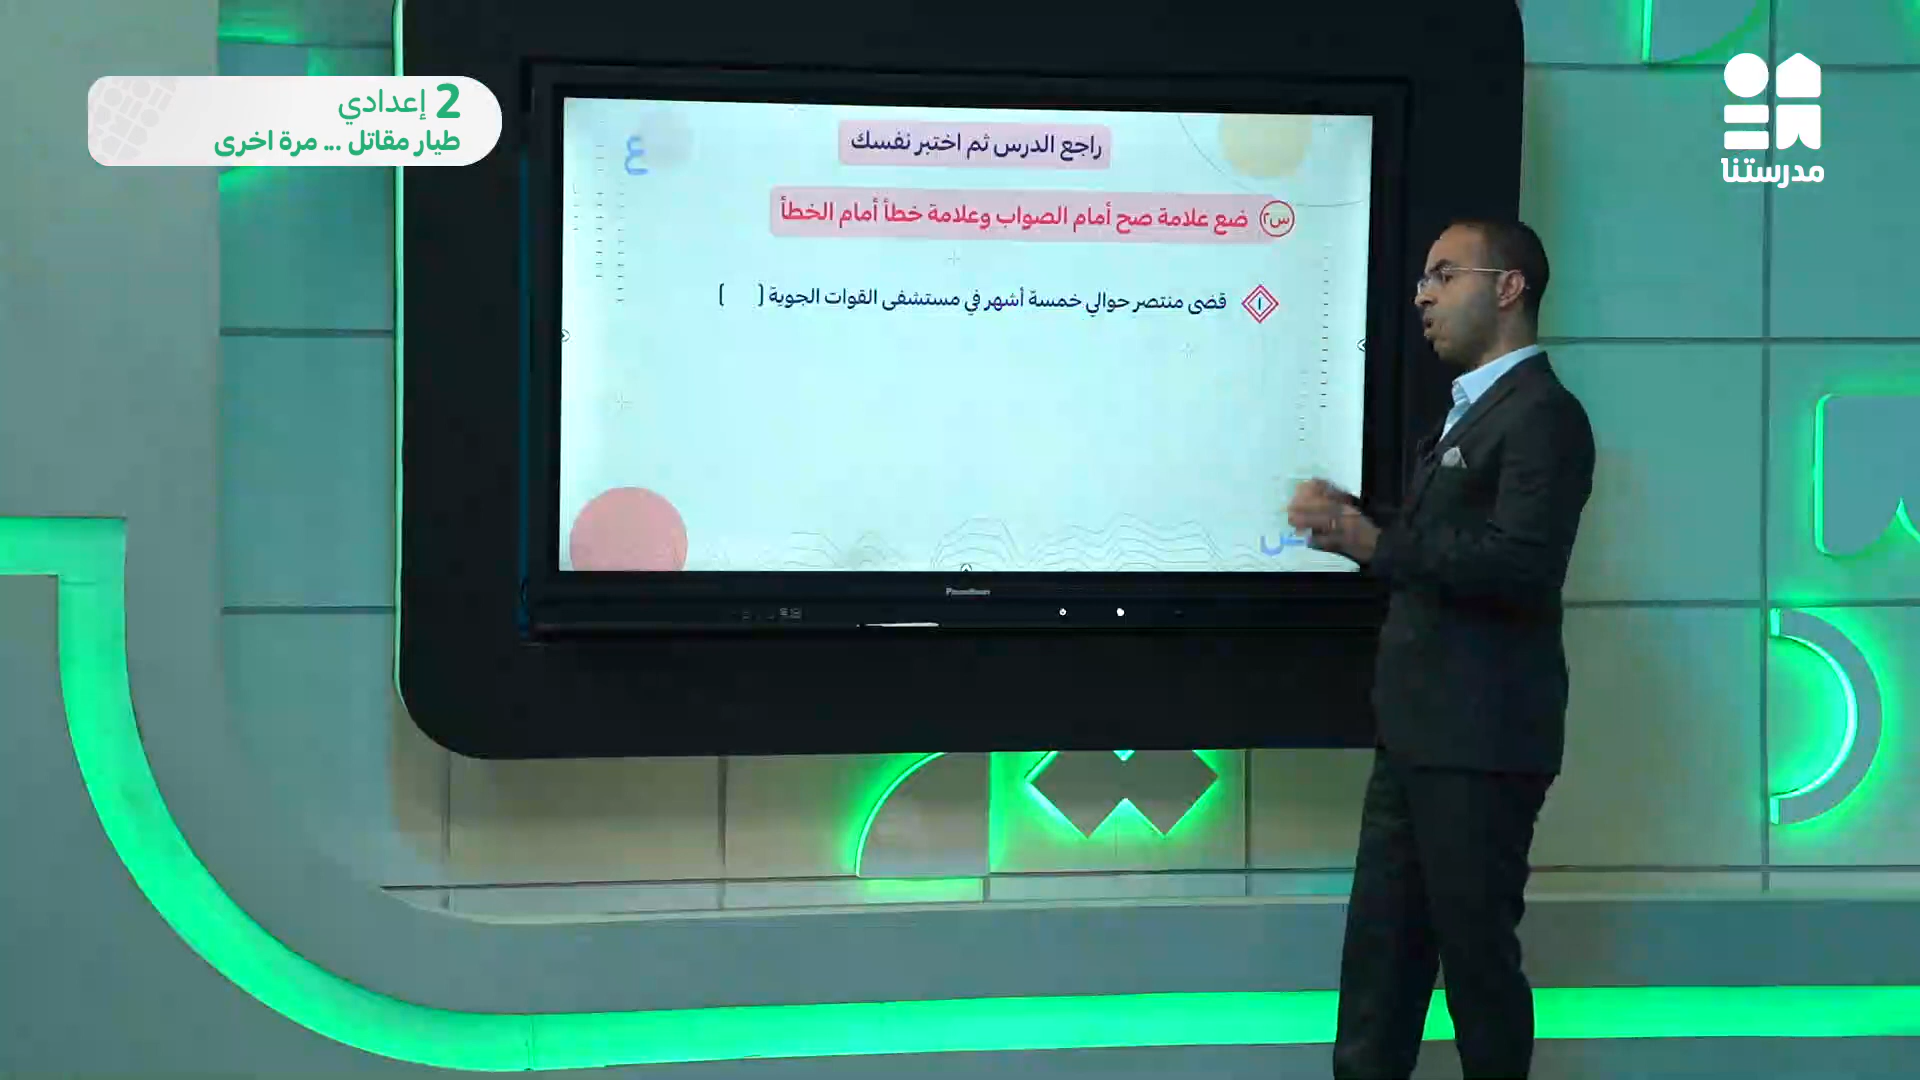 2 إعدادي
طيار مقاتل ... مرة اخرى
مدرستنا
ع
راجع الدرس ثم اختبر نفسك
س٢ ضع علامة صح أمام الصواب وعلامة خطأ أمام الخطأ
١ قضى منتصر حوالي خمسة أشهر في مستشفى القوات الجوية ( )